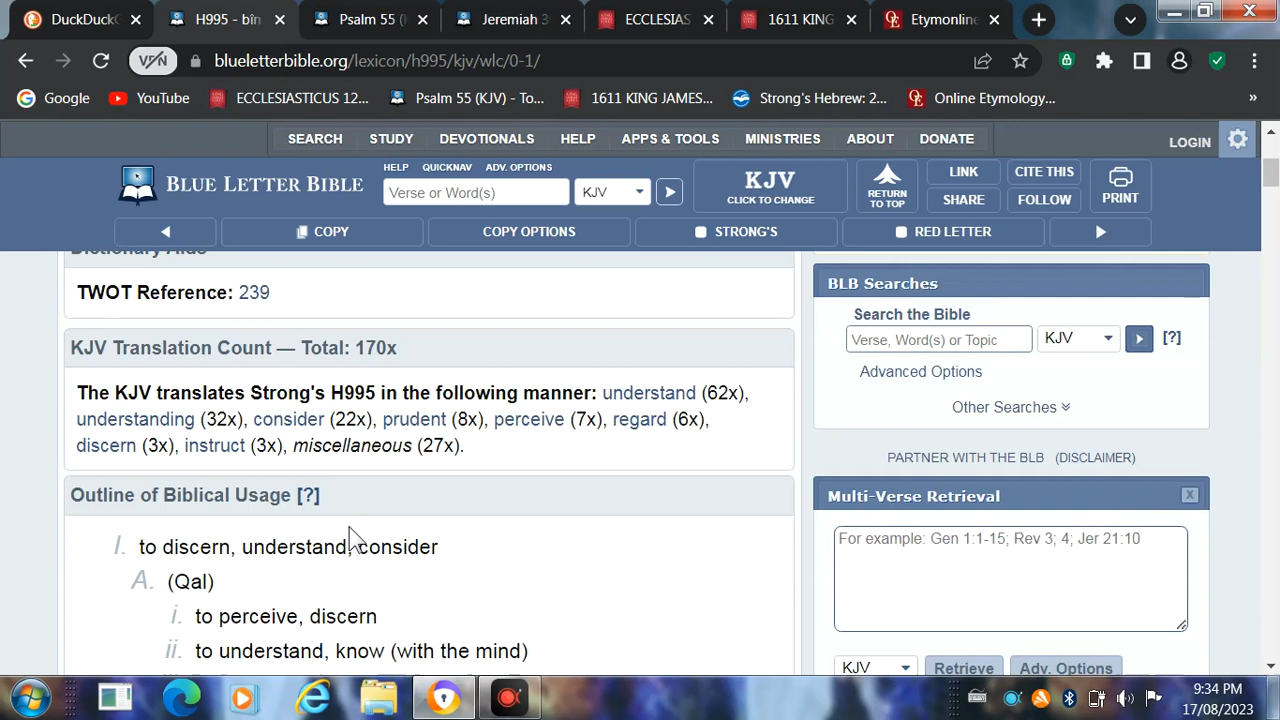 DuckDuckG
H995 - bîn
Psalm 55 (
Jeremiah 3
ECCLESIAS
1611 KING
Etymonline
VPN
blueletterbible.org/lexicon/h995/kjv/wlc/0-1/
Google YouTube ECCLESIASTICUS 12... Psalm 55 (KJV) - To... 1611 KING JAMES... Strong's Hebrew: 2... Online Etymology... »
SEARCH STUDY DEVOTIONALS HELP APPS & TOOLS MINISTRIES ABOUT DONATE LOGIN
HELP QUICKNAV ADV. OPTIONS
BLUE LETTER BIBLE
Verse or Word(s) KJV
KJV
CLICK TO CHANGE
RETURN
TO TOP
LINK CITE THIS
SHARE FOLLOW
PRINT
COPY COPY OPTIONS STRONG'S RED LETTER
Dictionary Aids
TWOT Reference: 239
KJV Translation Count — Total: 170x
The KJV translates Strong's H995 in the following manner: understand (62x),
understanding (32x), consider (22x), prudent (8x), perceive (7x), regard (6x),
discern (3x), instruct (3x), miscellaneous (27x).
Outline of Biblical Usage [?]
I. to discern, understand, consider
A. (Qal)
i. to perceive, discern
ii. to understand, know (with the mind)
BLB Searches
Search the Bible
Verse, Word(s) or Topic KJV [?]
Advanced Options
Other Searches
PARTNER WITH THE BLB (DISCLAIMER)
Multi-Verse Retrieval X
For example: Gen 1:1-15; Rev 3; 4; Jer 21:10
KJV Retrieve Adv. Options
9:34 PM
17/08/2023